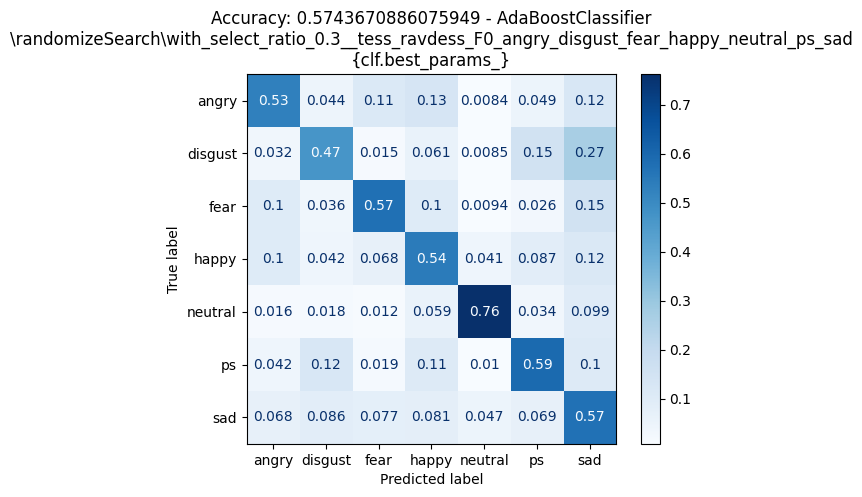 Accuracy: 0.5743670886075949 - AdaBoostClassifier
\randomizeSearch\with_select_ratio_0.3__tess_ravdess_F0_angry_disgust_fear_happy_neutral_ps_sad
{clf.best_params_}
angry 0.53 0.044 0.11 0.13 0.0084 0.049 0.12
disgust 0.032 0.47 0.015 0.061 0.0085 0.15 0.27
fear 0.1 0.036 0.57 0.1 0.0094 0.026 0.15
happy 0.1 0.042 0.068 0.54 0.041 0.087 0.12
neutral 0.016 0.018 0.012 0.059 0.76 0.034 0.099
ps 0.042 0.12 0.019 0.11 0.01 0.59 0.1
sad 0.068 0.086 0.077 0.081 0.047 0.069 0.57
angry disgust fear happy neutral ps sad
Predicted label
True label
0.7
0.6
0.5
0.4
0.3
0.2
0.1